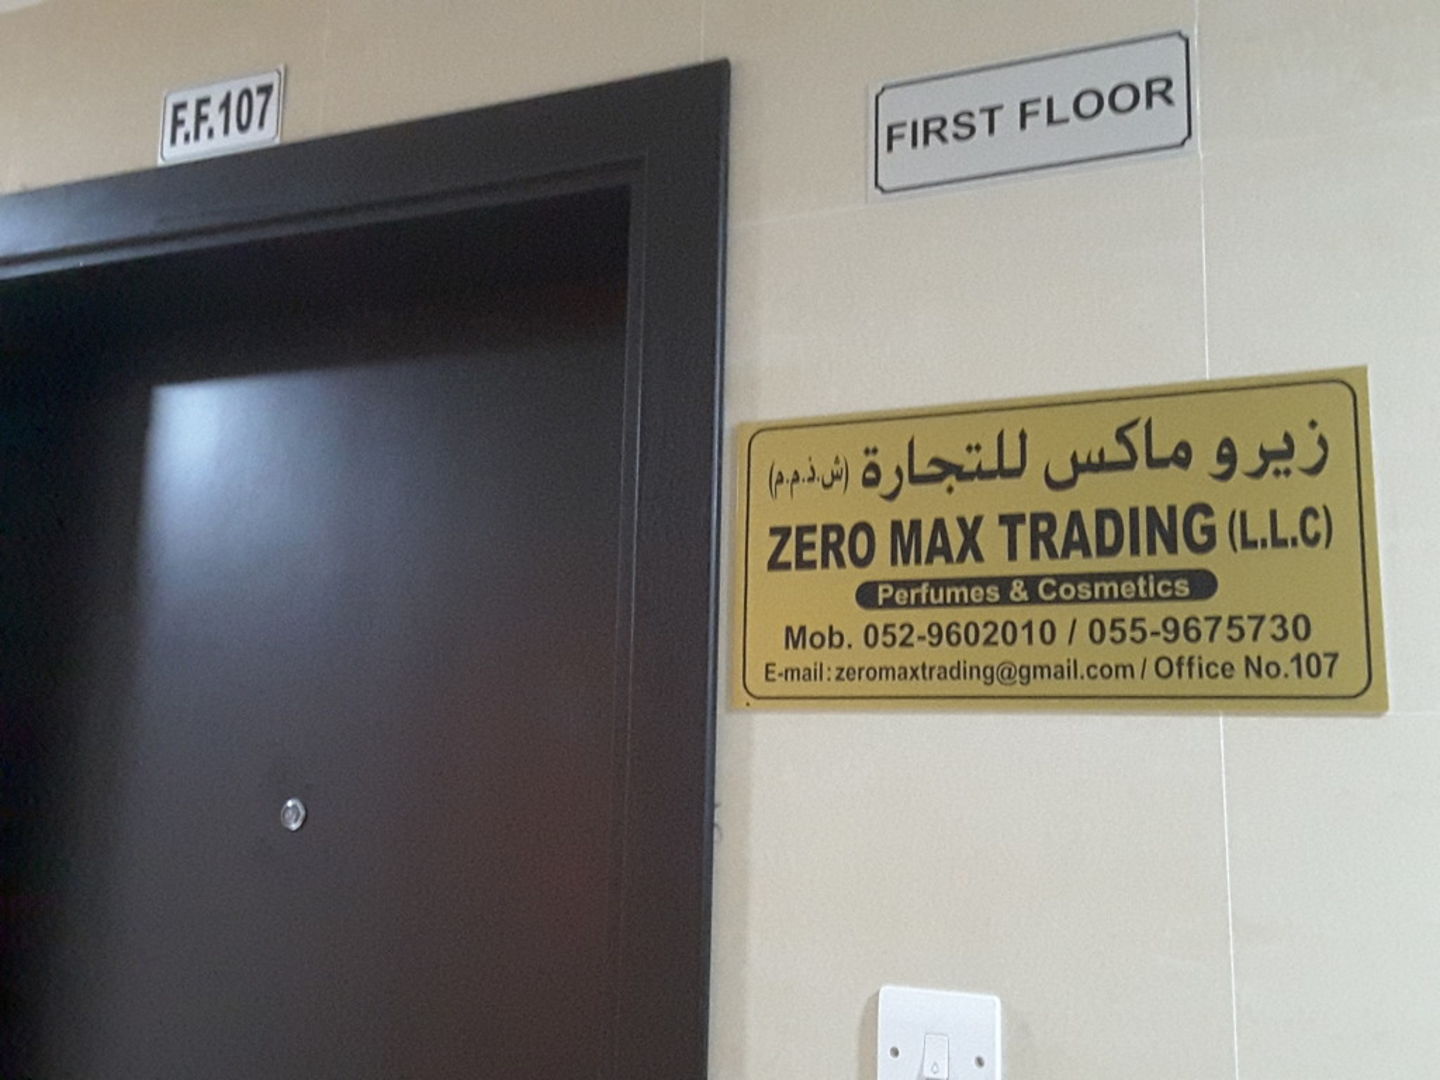 F.F.107
FIRST FLOOR
زيرو ماكس للتجارة (ش.ذ.م.م)
ZERO MAX TRADING (L.L.C)
Perfumes & Cosmetics
Mob. 052-9602010 / 055-9675730
E-mail: zeromaxtrading@gmail.com / Office No.107